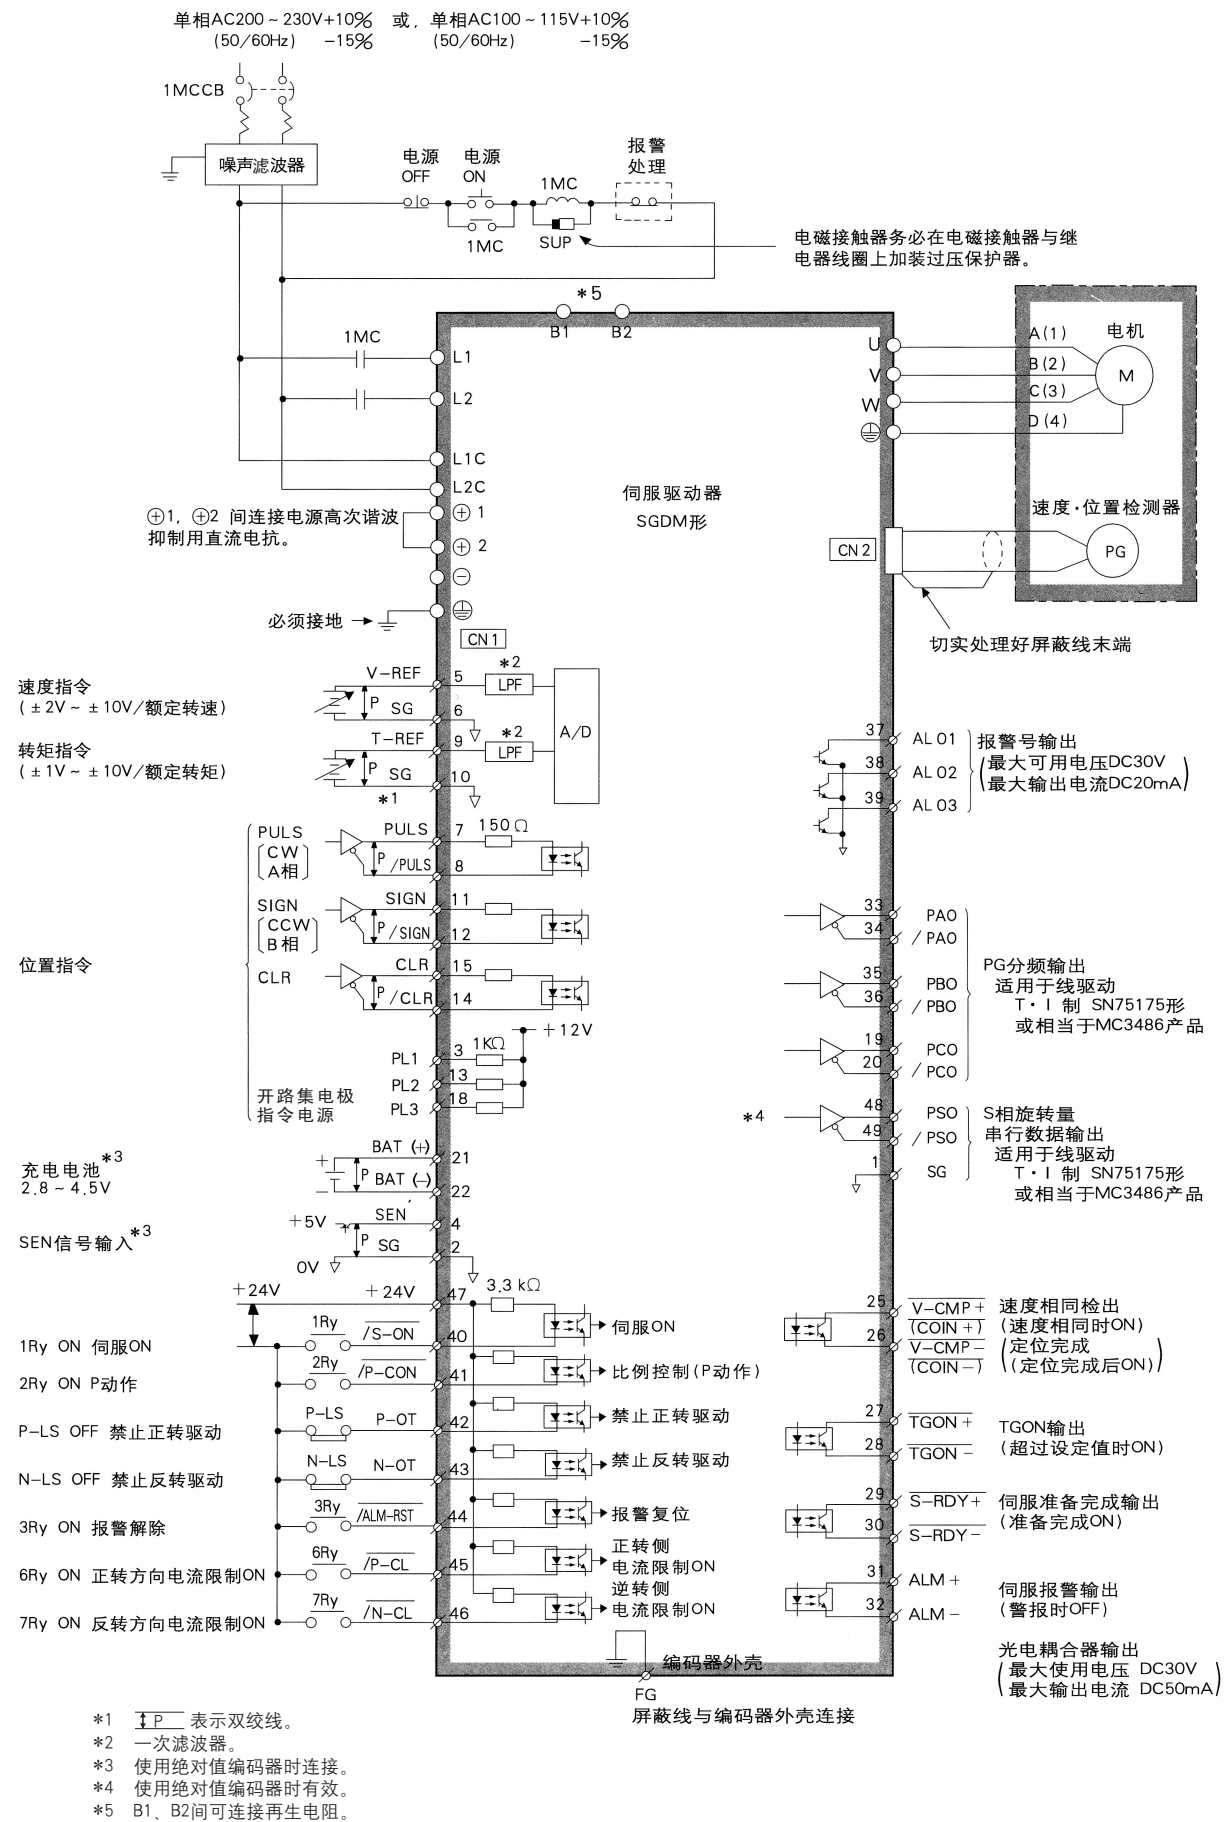 单相AC200～230V+10% 或，单相AC100～115V+10%
(50/60Hz) −15% (50/60Hz) −15%
1MCCB
噪声滤波器
电源
OFF
电源
ON
1MC
1MC
SUP
报警
处理
电磁接触器务必在电磁接触器与继
电器线圈上加装过压保护器。
*5
B1 B2
1MC
L1
L2
L1C
L2C
⊕1
⊕2
⊖
⊕1，⊕2 间连接电源高次谐波
抑制用直流电抗。
必须接地
CN1
伺服驱动器
SGDM形
U
V
W
A(1)
B(2)
C(3)
D(4)
电机
M
速度·位置检测器
CN2
PG
切实处理好屏蔽线末端
速度指令
(±2V～±10V/额定转速)
V−REF 5
P SG 6
*2
LPF
转矩指令
(±1V～±10V/额定转矩)
T−REF 9
P SG 10
*1
*2
LPF
A/D
位置指令
PULS
CW
A相
PULS 7 150Ω
P /PULS 8
SIGN
CCW
B相
SIGN 11
P /SIGN 12
CLR
CLR 15
P /CLR 14
+12V
PL1 3 1KΩ
PL2 13
PL3 18
开路集电极
指令电源
充电电池*3
2.8～4.5V
+ BAT (+) 21
P
− BAT (−) 22
SEN信号输入*3
+5V SEN 4
P SG 2
0V
+24V +24V 47 3.3kΩ
1Ry ON 伺服ON 1Ry /S−ON 40 伺服ON
2Ry ON P动作 2Ry /P−CON 41 比例控制(P动作)
P−LS OFF 禁止正转驱动 P−LS P−OT 42 禁止正转驱动
N−LS OFF 禁止反转驱动 N−LS N−OT 43 禁止反转驱动
3Ry ON 报警解除 3Ry /ALM−RST 44 报警复位
6Ry ON 正转方向电流限制ON 6Ry /P−CL 45 正转侧
电流限制ON
7Ry ON 反转方向电流限制ON 7Ry /N−CL 46 逆转侧
电流限制ON
37 ALO1
38 ALO2
39 ALO3
报警号输出
(最大可用电压DC30V
最大输出电流DC20mA)
33 PAO
34 /PAO
35 PBO
36 /PBO
19 PCO
20 /PCO
PG分频输出
适用于线驱动
T·I 制 SN75175形
或相当于MC3486产品
*4
48 PSO
49 /PSO
1 SG
S相旋转量
串行数据输出
适用于线驱动
T·I 制 SN75175形
或相当于MC3486产品
25 V−CMP+
(COIN+)
26 V−CMP−
(COIN−)
速度相同检出
(速度相同时ON)
(定位完成
(定位完成后ON))
27 TGON+
28 TGON−
TGON输出
(超过设定值时ON)
29 S−RDY+
30 S−RDY−
伺服准备完成输出
(准备完成ON)
31 ALM+
32 ALM−
伺服报警输出
(警报时OFF)
光电耦合器输出
(最大使用电压 DC30V
最大输出电流 DC50mA)
编码器外壳
FG
屏蔽线与编码器外壳连接
*1 P 表示双绞线。
*2 一次滤波器。
*3 使用绝对值编码器时连接。
*4 使用绝对值编码器时有效。
*5 B1、B2间可连接再生电阻。